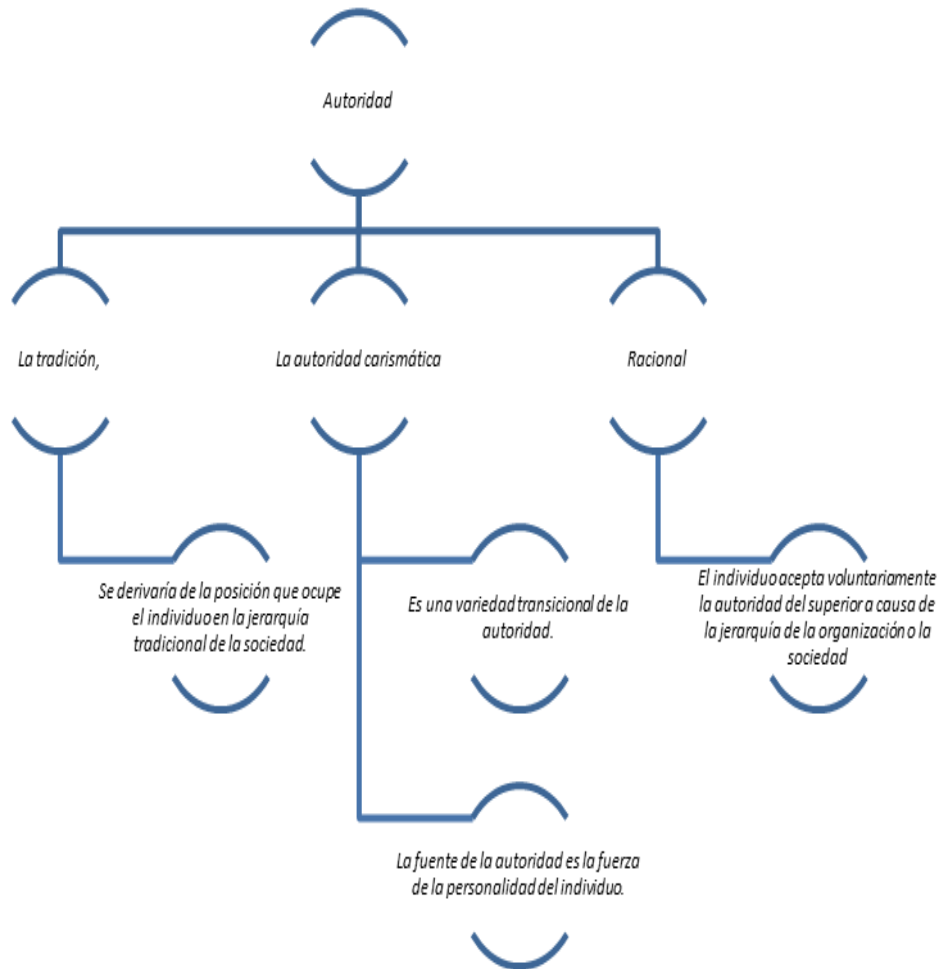 Autoridad
La tradición,
La autoridad carismática
Racional
Se derivaría de la posición que ocupe
el individuo en la jerarquía
tradicional de la sociedad.
Es una variedad transicional de la
autoridad.
El individuo acepta voluntariamente
la autoridad del superior a causa de
la jerarquía de la organización o la
sociedad
La fuente de la autoridad es la fuerza
de la personalidad del individuo.